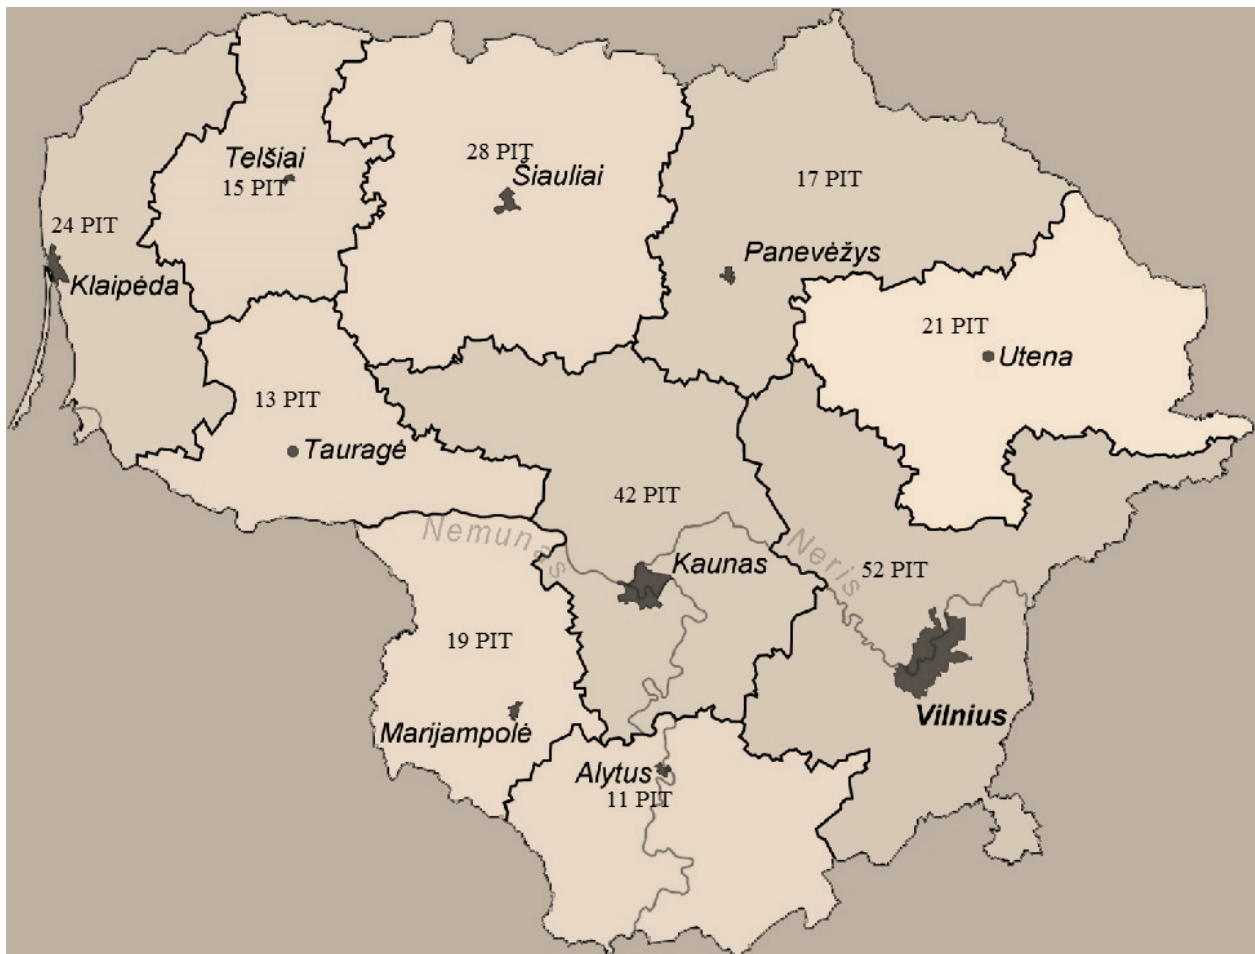 Telšiai
15 PIT
28 PIT
Šiauliai
17 PIT
24 PIT
Klaipėda
Panevėžys
21 PIT
Utena
13 PIT
Tauragė
42 PIT
Nemunas
Neris
Kaunas
52 PIT
19 PIT
Marijampolė
Vilnius
Alytus
11 PIT